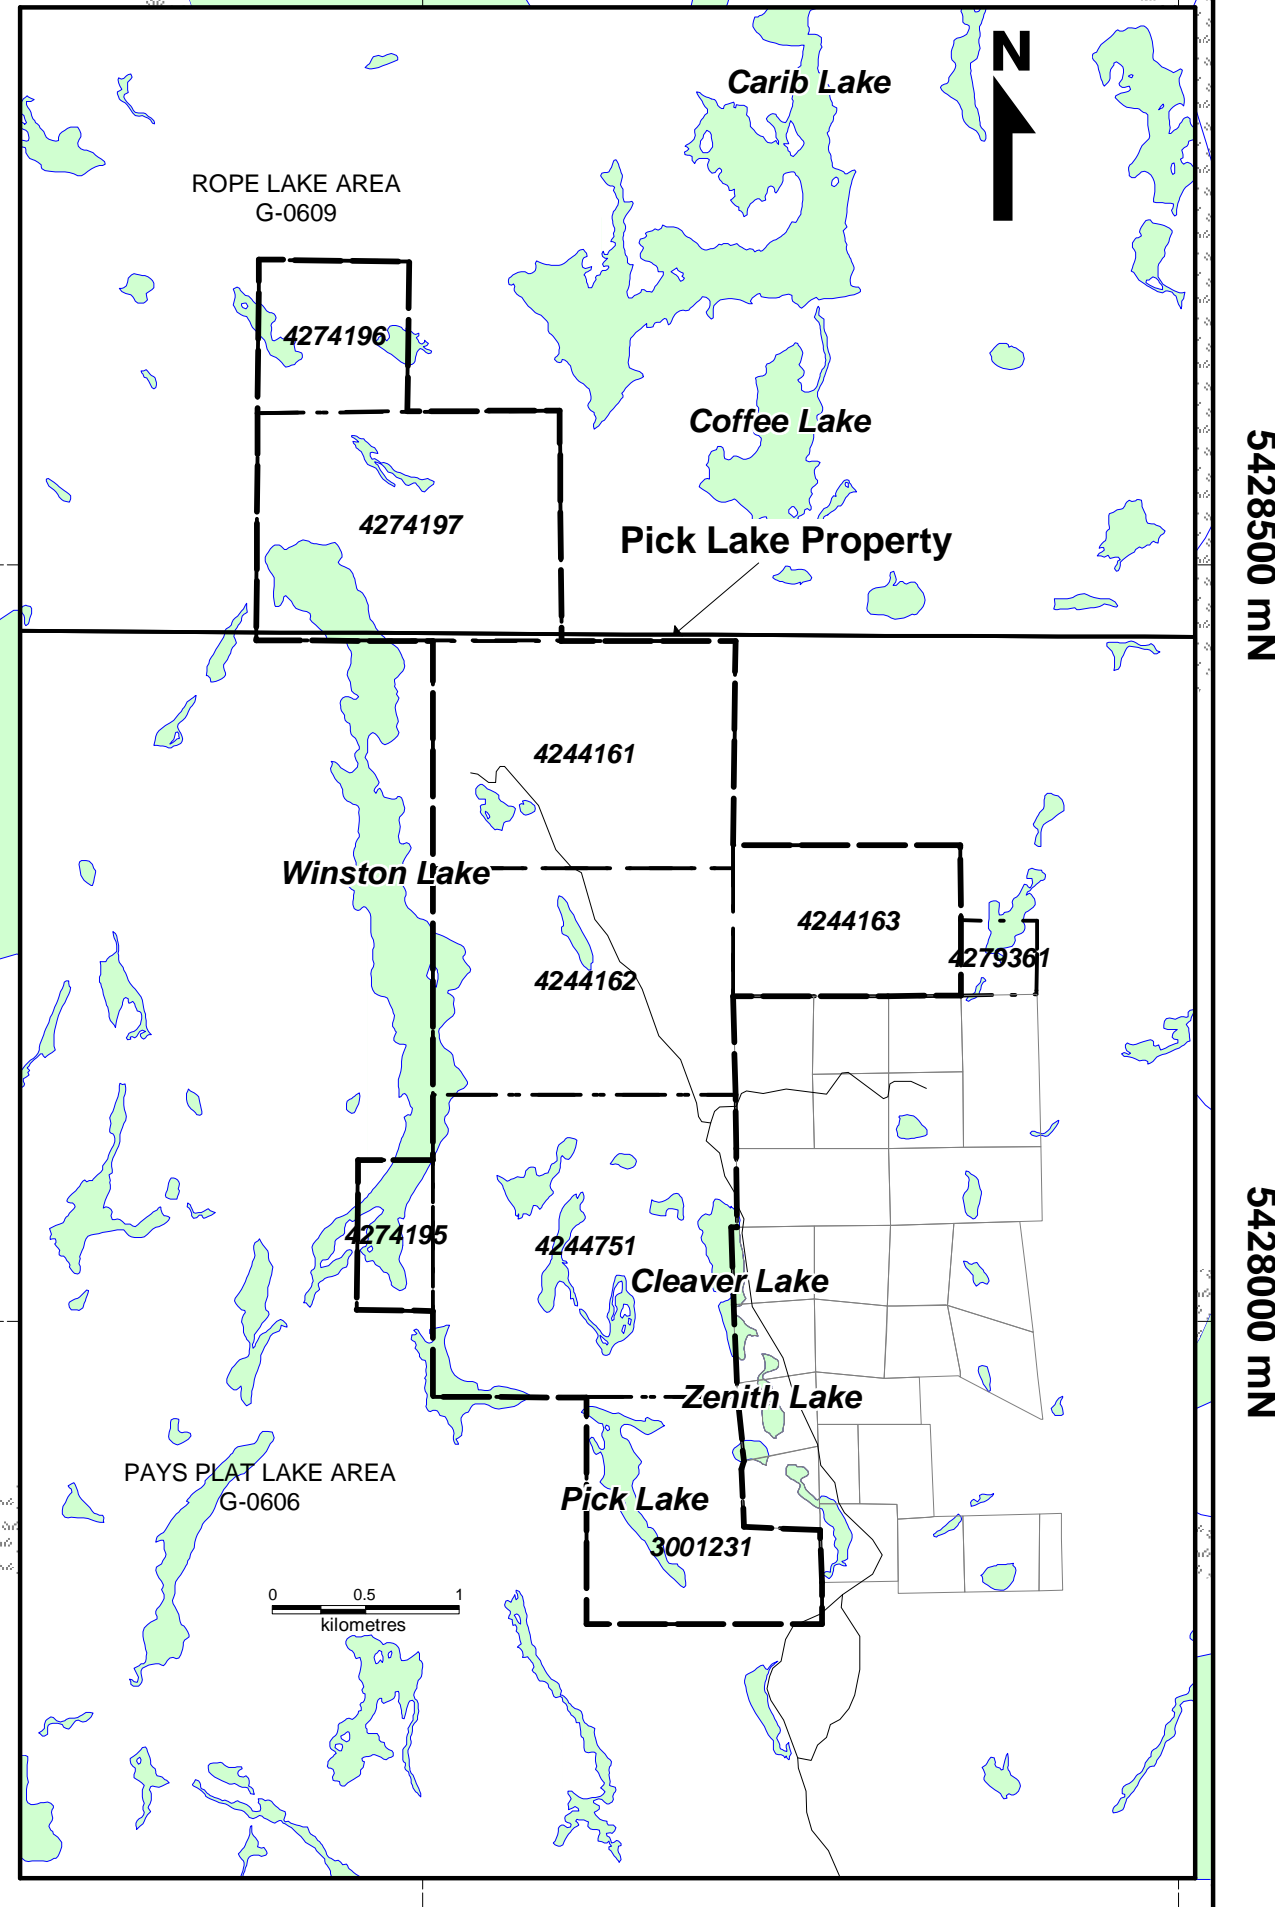 N
Carib Lake
ROPE LAKE AREA
G-0609
4274196
Coffee Lake
4274197
Pick Lake Property
5428500 mN
4244161
Winston Lake
4244163
4279361
4244162
4274195
4244751
Cleaver Lake
5428000 mN
Zenith Lake
PAYS PLAT LAKE AREA
G-0606
Pick Lake
3001231
0 0.5 1
kilometres